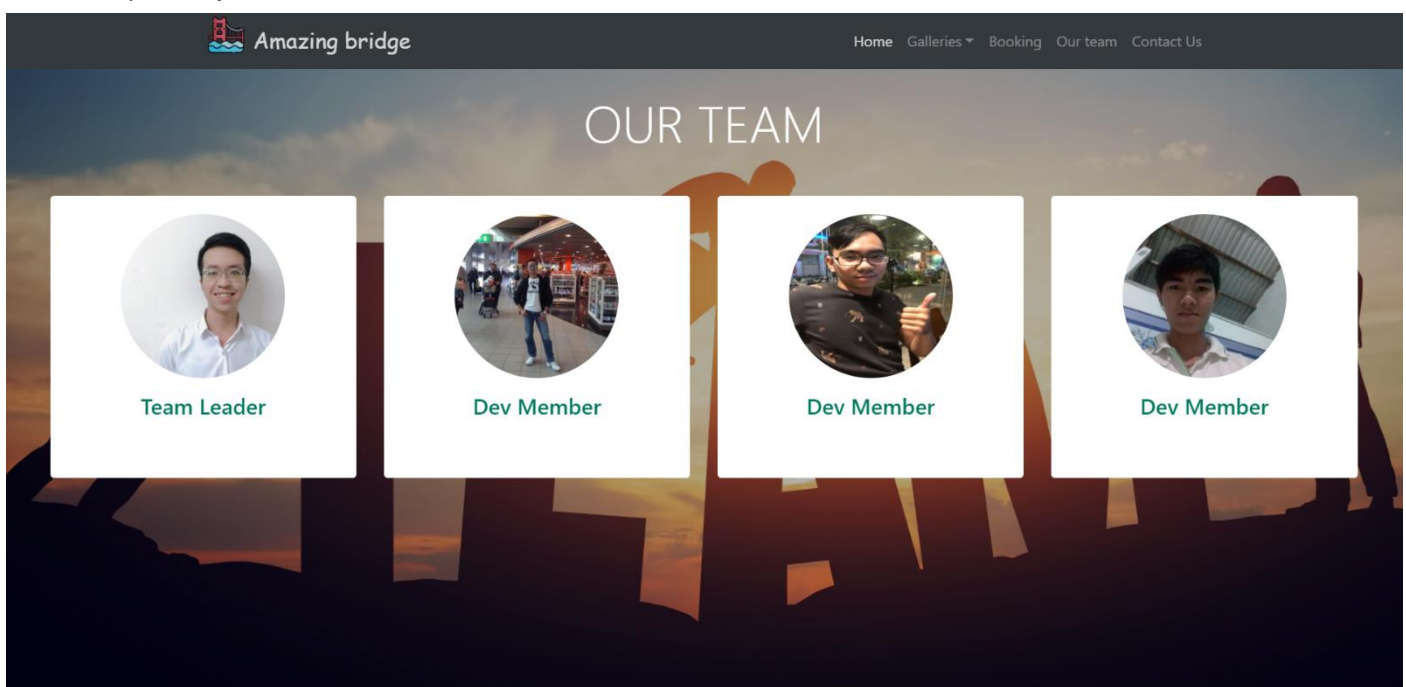 Amazing bridge
Home Galleries Booking Our team Contact Us
OUR TEAM
Team Leader
Dev Member
Dev Member
Dev Member